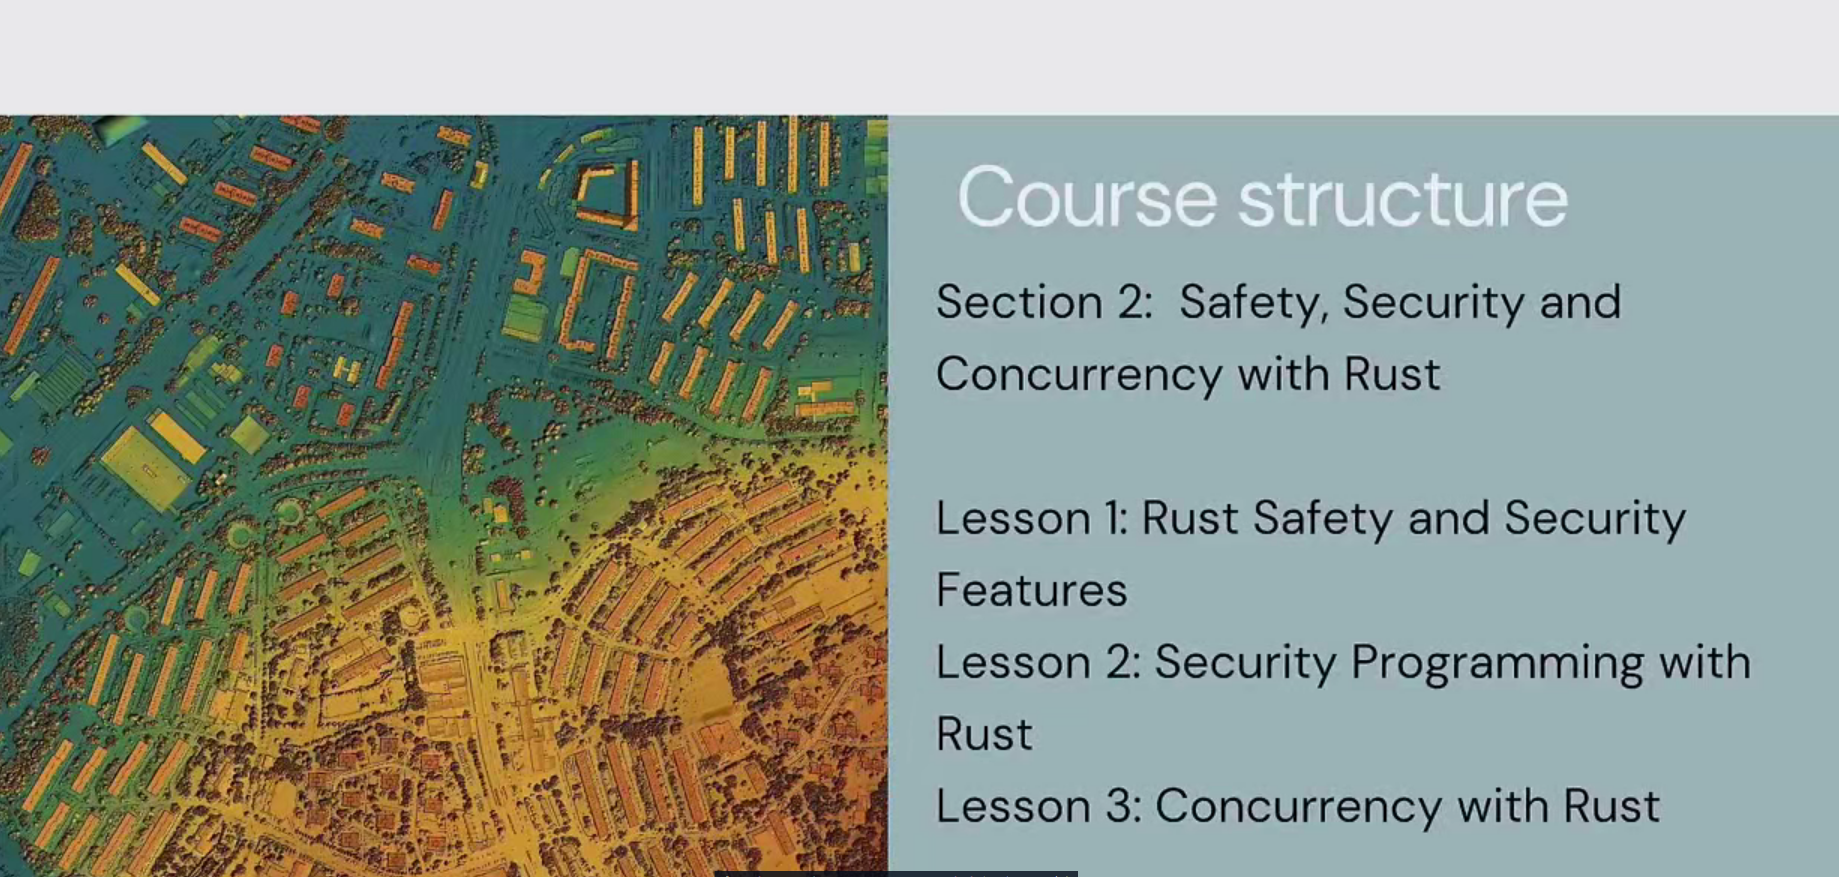 Course structure
Section 2: Safety, Security and
Concurrency with Rust
Lesson 1: Rust Safety and Security
Features
Lesson 2: Security Programming with
Rust
Lesson 3: Concurrency with Rust